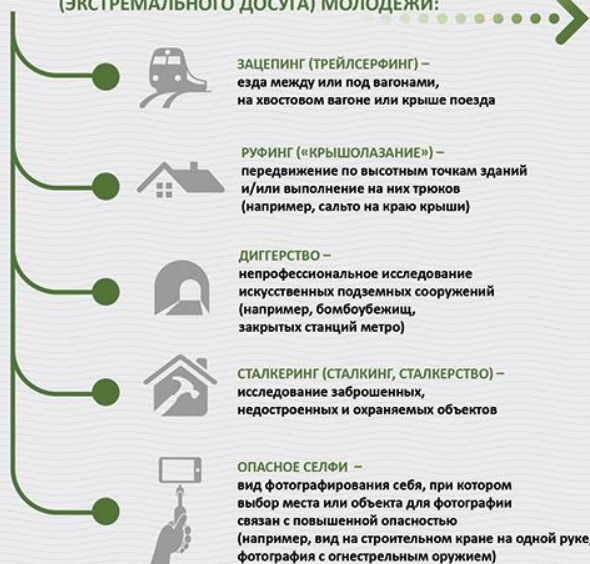 (ЭКСТРЕМАЛЬНОГО ДОСУГА) МОЛОДЕЖИ:
ЗАЦЕПИНГ (ТРЕЙЛСЕРФИНГ) –
езда между или под вагонами,
на хвостовом вагоне или крыше поезда
РУФИНГ («КРЫШОЛАЗАНИЕ») –
передвижение по высотным точкам зданий
и/или выполнение на них трюков
(например, сальто на краю крыши)
ДИГГЕРСТВО –
непрофессиональное исследование
искусственных подземных сооружений
(например, бомбоубежищ,
закрытых станций метро)
СТАЛКЕРИНГ (СТАЛКИНГ, СТАЛКЕРСТВО) –
исследование заброшенных,
недостроенных и охраняемых объектов
ОПАСНОЕ СЕЛФИ –
вид фотографирования себя, при котором
выбор места или объекта для фотографии
связан с повышенной опасностью
(например, вид на строительном кране на одной руке,
фотография с огнестрельным оружием)